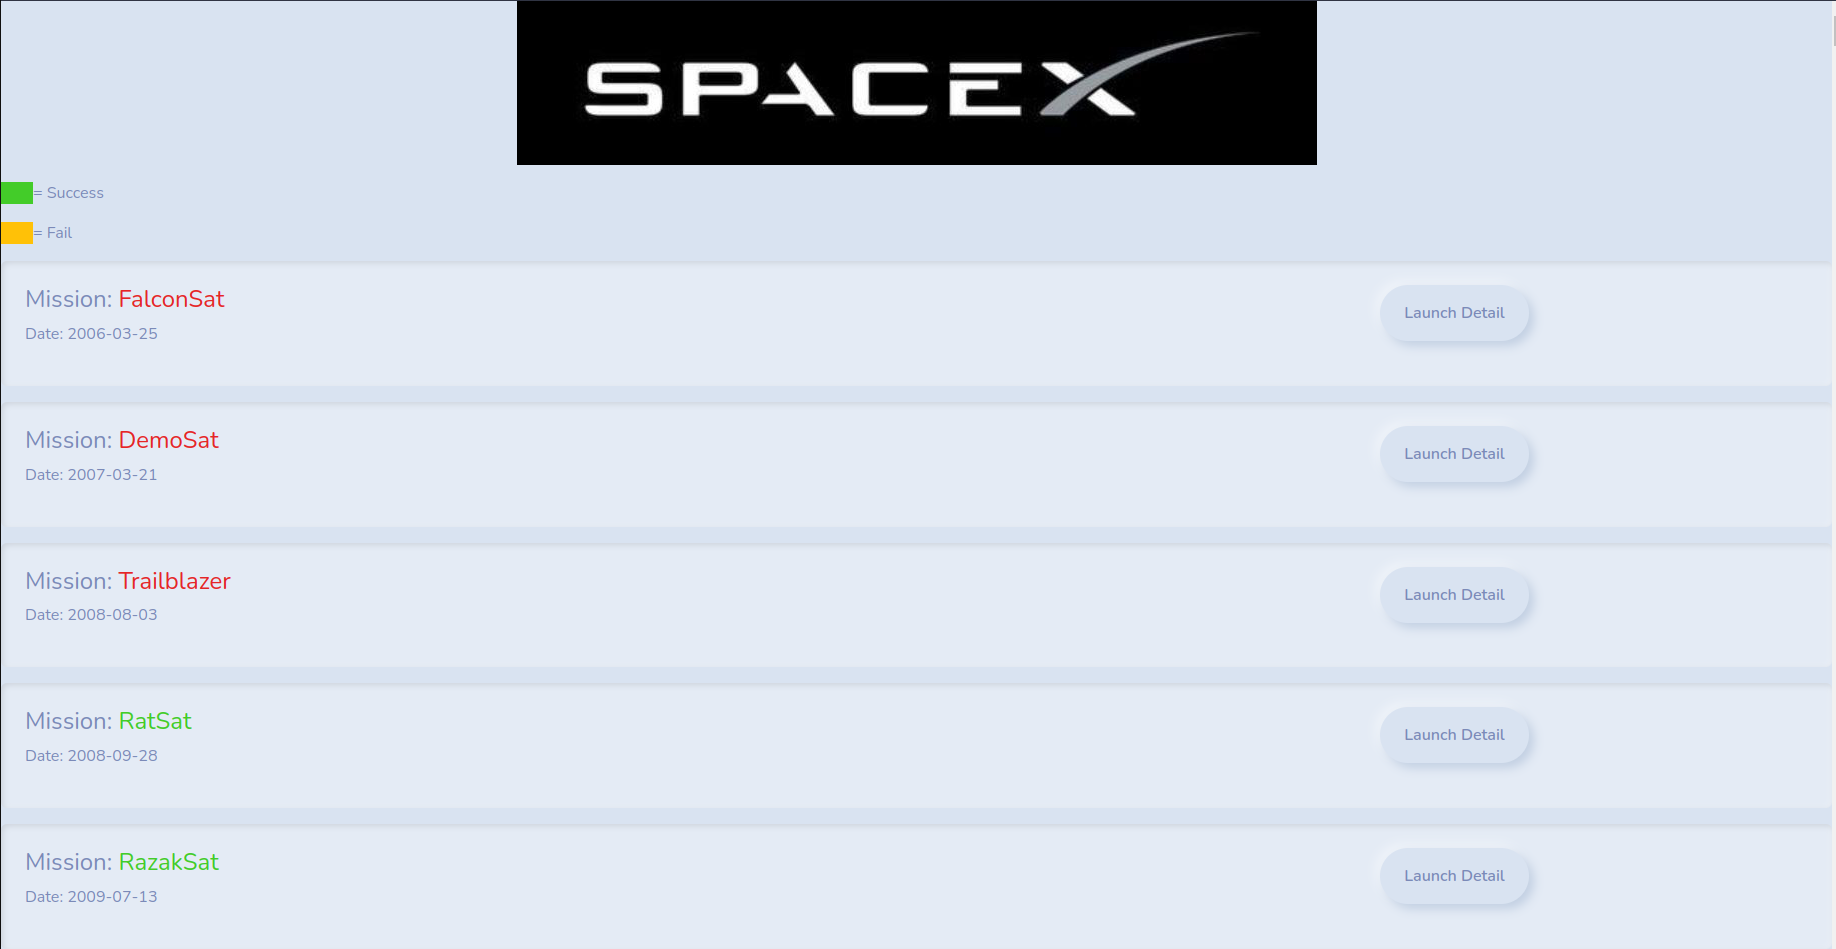 SPACEX
= Success
= Fail
Mission: FalconSat
Date: 2006-03-25
Launch Detail
Mission: DemoSat
Date: 2007-03-21
Launch Detail
Mission: Trailblazer
Date: 2008-08-03
Launch Detail
Mission: RatSat
Date: 2008-09-28
Launch Detail
Mission: RazakSat
Date: 2009-07-13
Launch Detail